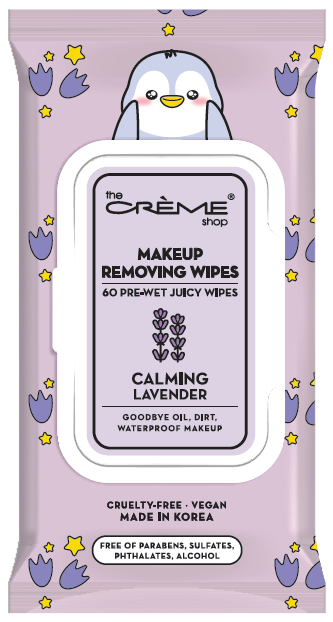 the
CRÈME®
shop
MAKEUP
REMOVING WIPES
60 PRE-WET JUICY WIPES
CALMING
LAVENDER
GOODBYE OIL, DIRT,
WATERPROOF MAKEUP
CRUELTY-FREE · VEGAN
MADE IN KOREA
FREE OF PARABENS, SULFATES,
PHTHALATES, ALCOHOL